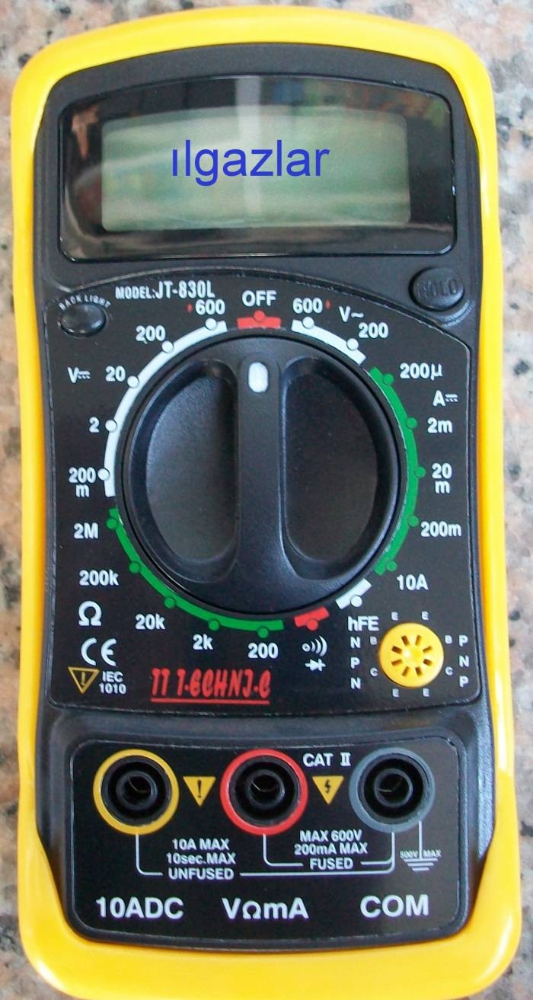 ılgazlar
HOLD
BACK LIGHT
MODEL:JT-830L
OFF
600
600
V~
200
200
V⎓
20
200µ
A⎓
2
2m
200
m
20
m
2M
200m
200k
10A
Ω
20k
2k
200
hFE
E E
N B B P
P N
N C C P
E E
CE
IEC
1010
TT T-ECHNI-C
CAT II
10A MAX
10sec.MAX
UNFUSED
MAX 600V
200mA MAX
FUSED
500V MAX
10ADC
VΩmA
COM